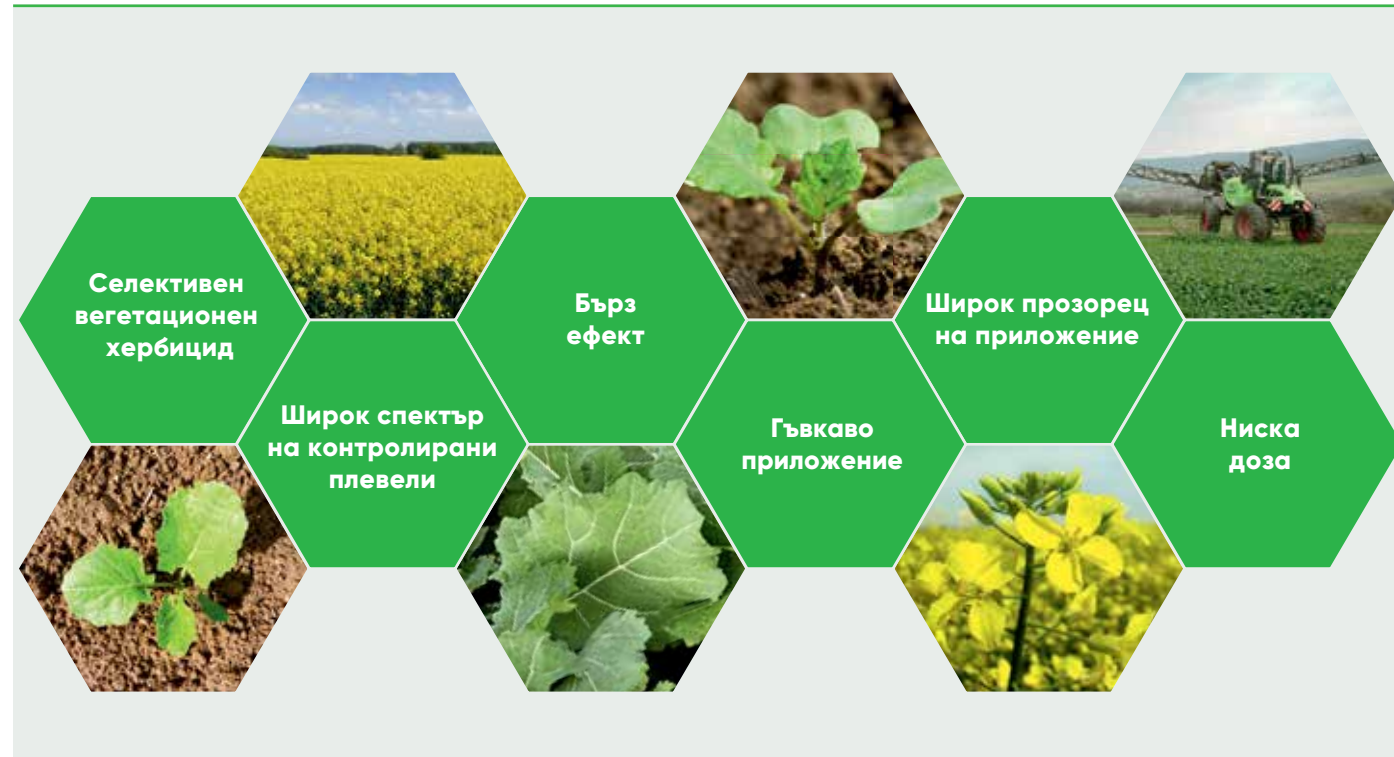 Селективен
вегетационен
хербицид
Широк спектър
на контролирани
плевели
Бърз
ефект
Гъвкаво
приложение
Широк прозорец
на приложение
Ниска
доза